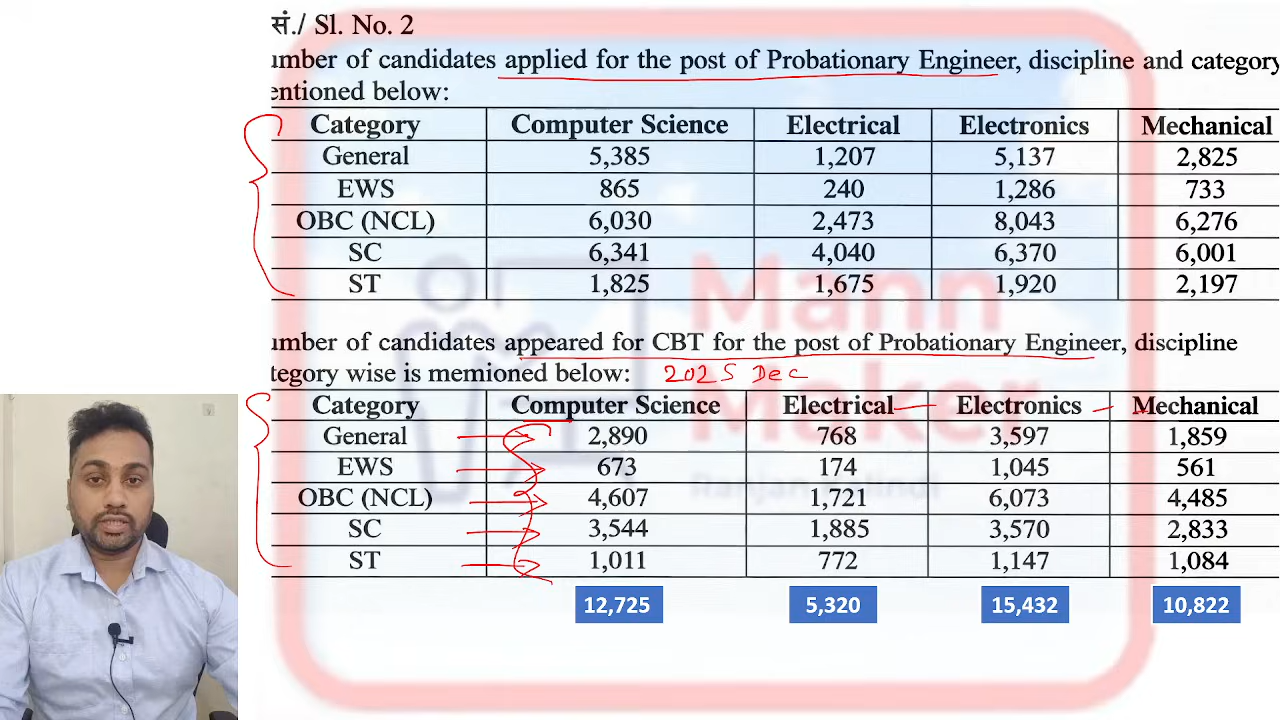 सं./ Sl. No. 2
umber of candidates applied for the post of Probationary Engineer, discipline and category
entioned below:
Category Computer Science Electrical Electronics Mechanical
General 5,385 1,207 5,137 2,825
EWS 865 240 1,286 733
OBC (NCL) 6,030 2,473 8,043 6,276
SC 6,341 4,040 6,370 6,001
ST 1,825 1,675 1,920 2,197
umber of candidates appeared for CBT for the post of Probationary Engineer, discipline
tegory wise is memioned below: 2025 Dec
Category Computer Science Electrical Electronics Mechanical
General 2,890 768 3,597 1,859
EWS 673 174 1,045 561
OBC (NCL) 4,607 1,721 6,073 4,485
SC 3,544 1,885 3,570 2,833
ST 1,011 772 1,147 1,084
12,725 5,320 15,432 10,822
Mann
Maker
Ranjan Kalindi